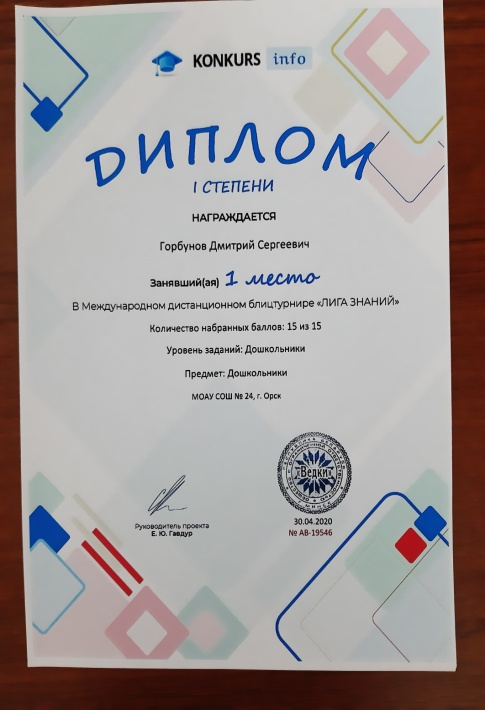 KONKURS info
ДИПЛОМ
I СТЕПЕНИ
НАГРАЖДАЕТСЯ
Горбунов Дмитрий Сергеевич
Занявший(ая) 1 место
В Международном дистанционном блицтурнире «ЛИГА ЗНАНИЙ»
Количество набранных баллов: 15 из 15
Уровень заданий: Дошкольники
Предмет: Дошкольники
МОАУ СОШ № 24, г. Орск
"Ведки"
Руководитель проекта
Е. Ю. Гавдур
30.04.2020
№ АВ-19546